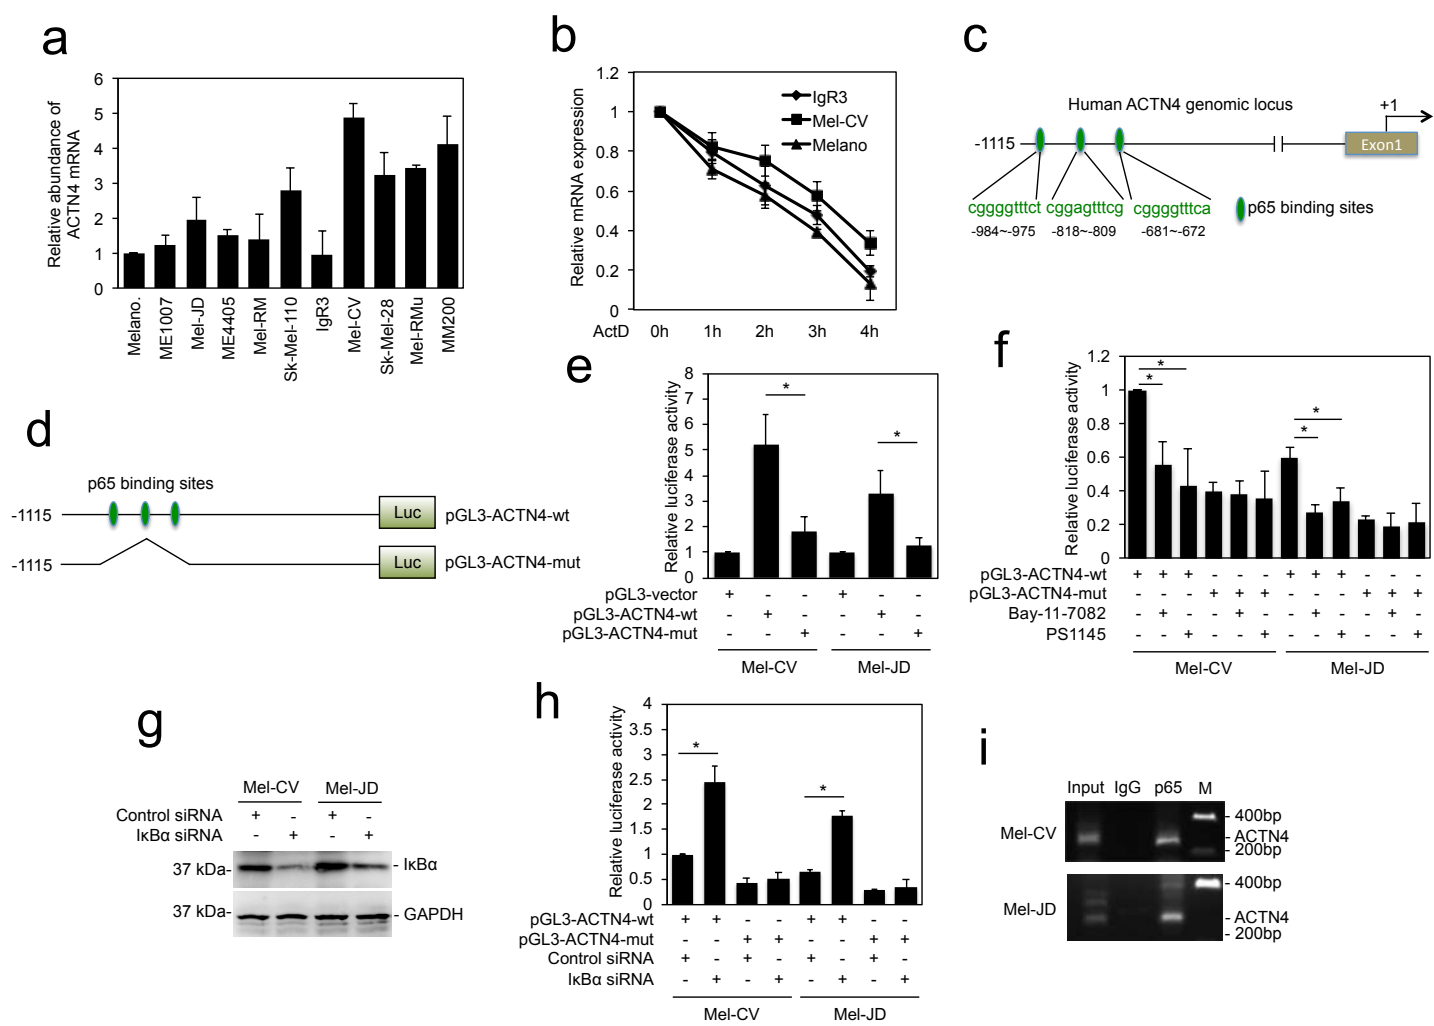 a
Relative abundance of
ACTN4 mRNA
6
5
4
3
2
1
0
Melano.
ME1007
Mel-JD
ME4405
Mel-RM
Sk-Mel-110
IgR3
Mel-CV
Sk-Mel-28
Mel-RMu
MM200
b
Relative mRNA expression
1.2
1
0.8
0.6
0.4
0.2
0
IgR3
Mel-CV
Melano
ActD 0h 1h 2h 3h 4h
c
Human ACTN4 genomic locus
+1
-1115
Exon1
cggggtttct cggagtttcg cggggtttca
p65 binding sites
-984~-975 -818~-809 -681~-672
d
p65 binding sites
-1115 Luc pGL3-ACTN4-wt
-1115 Luc pGL3-ACTN4-mut
e
Relative luciferase activity
8
7
6
5
4
3
2
1
0
* *
pGL3-vector + - - + - -
pGL3-ACTN4-wt - + - - + -
pGL3-ACTN4-mut - - + - - +
Mel-CV Mel-JD
f
Relative luciferase activity
1.2
1
0.8
0.6
0.4
0.2
0
* * * *
pGL3-ACTN4-wt + + + - - - + + + - - -
pGL3-ACTN4-mut - - - + + + - - - + + +
Bay-11-7082 - + - - + - - + - - + -
PS1145 - - + - - + - - + - - +
Mel-CV Mel-JD
g
Mel-CV Mel-JD
Control siRNA + - + -
IκBα siRNA - + - +
37 kDa- - IκBα
37 kDa- - GAPDH
h
Relative luciferase activity
4
3.5
3
2.5
2
1.5
1
0.5
0
* *
pGL3-ACTN4-wt + + - - + + - -
pGL3-ACTN4-mut - - + + - - + +
Control siRNA + - + - + - + -
IκBα siRNA - + - + - + - +
Mel-CV Mel-JD
i
Input IgG p65 M
Mel-CV
- 400bp
- ACTN4
- 200bp
Mel-JD
- 400bp
- ACTN4
- 200bp